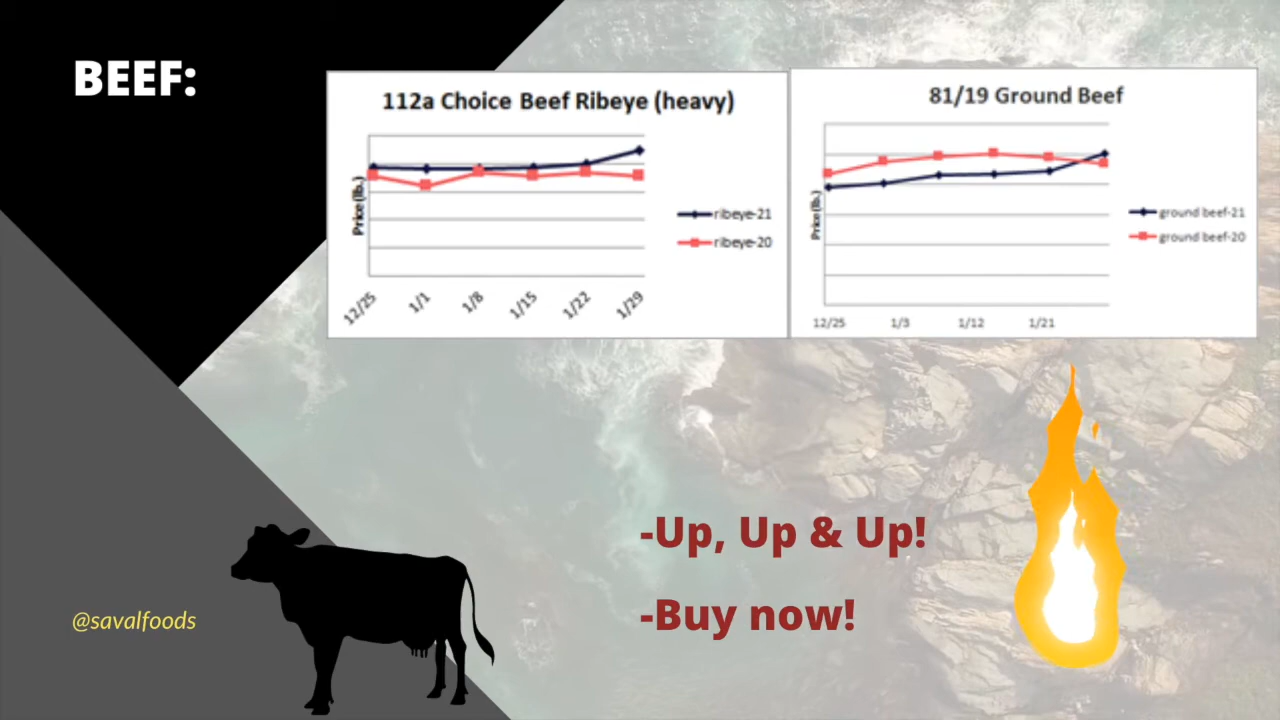 BEEF:
112a Choice Beef Ribeye (heavy)
Price (lb.)
ribeye-21
ribeye-20
12/25 1/1 1/8 1/15 1/22 1/29
81/19 Ground Beef
Price (lb.)
ground beef-21
ground beef-20
12/25 1/3 1/12 1/21
-Up, Up & Up!
-Buy now!
@savalfoods